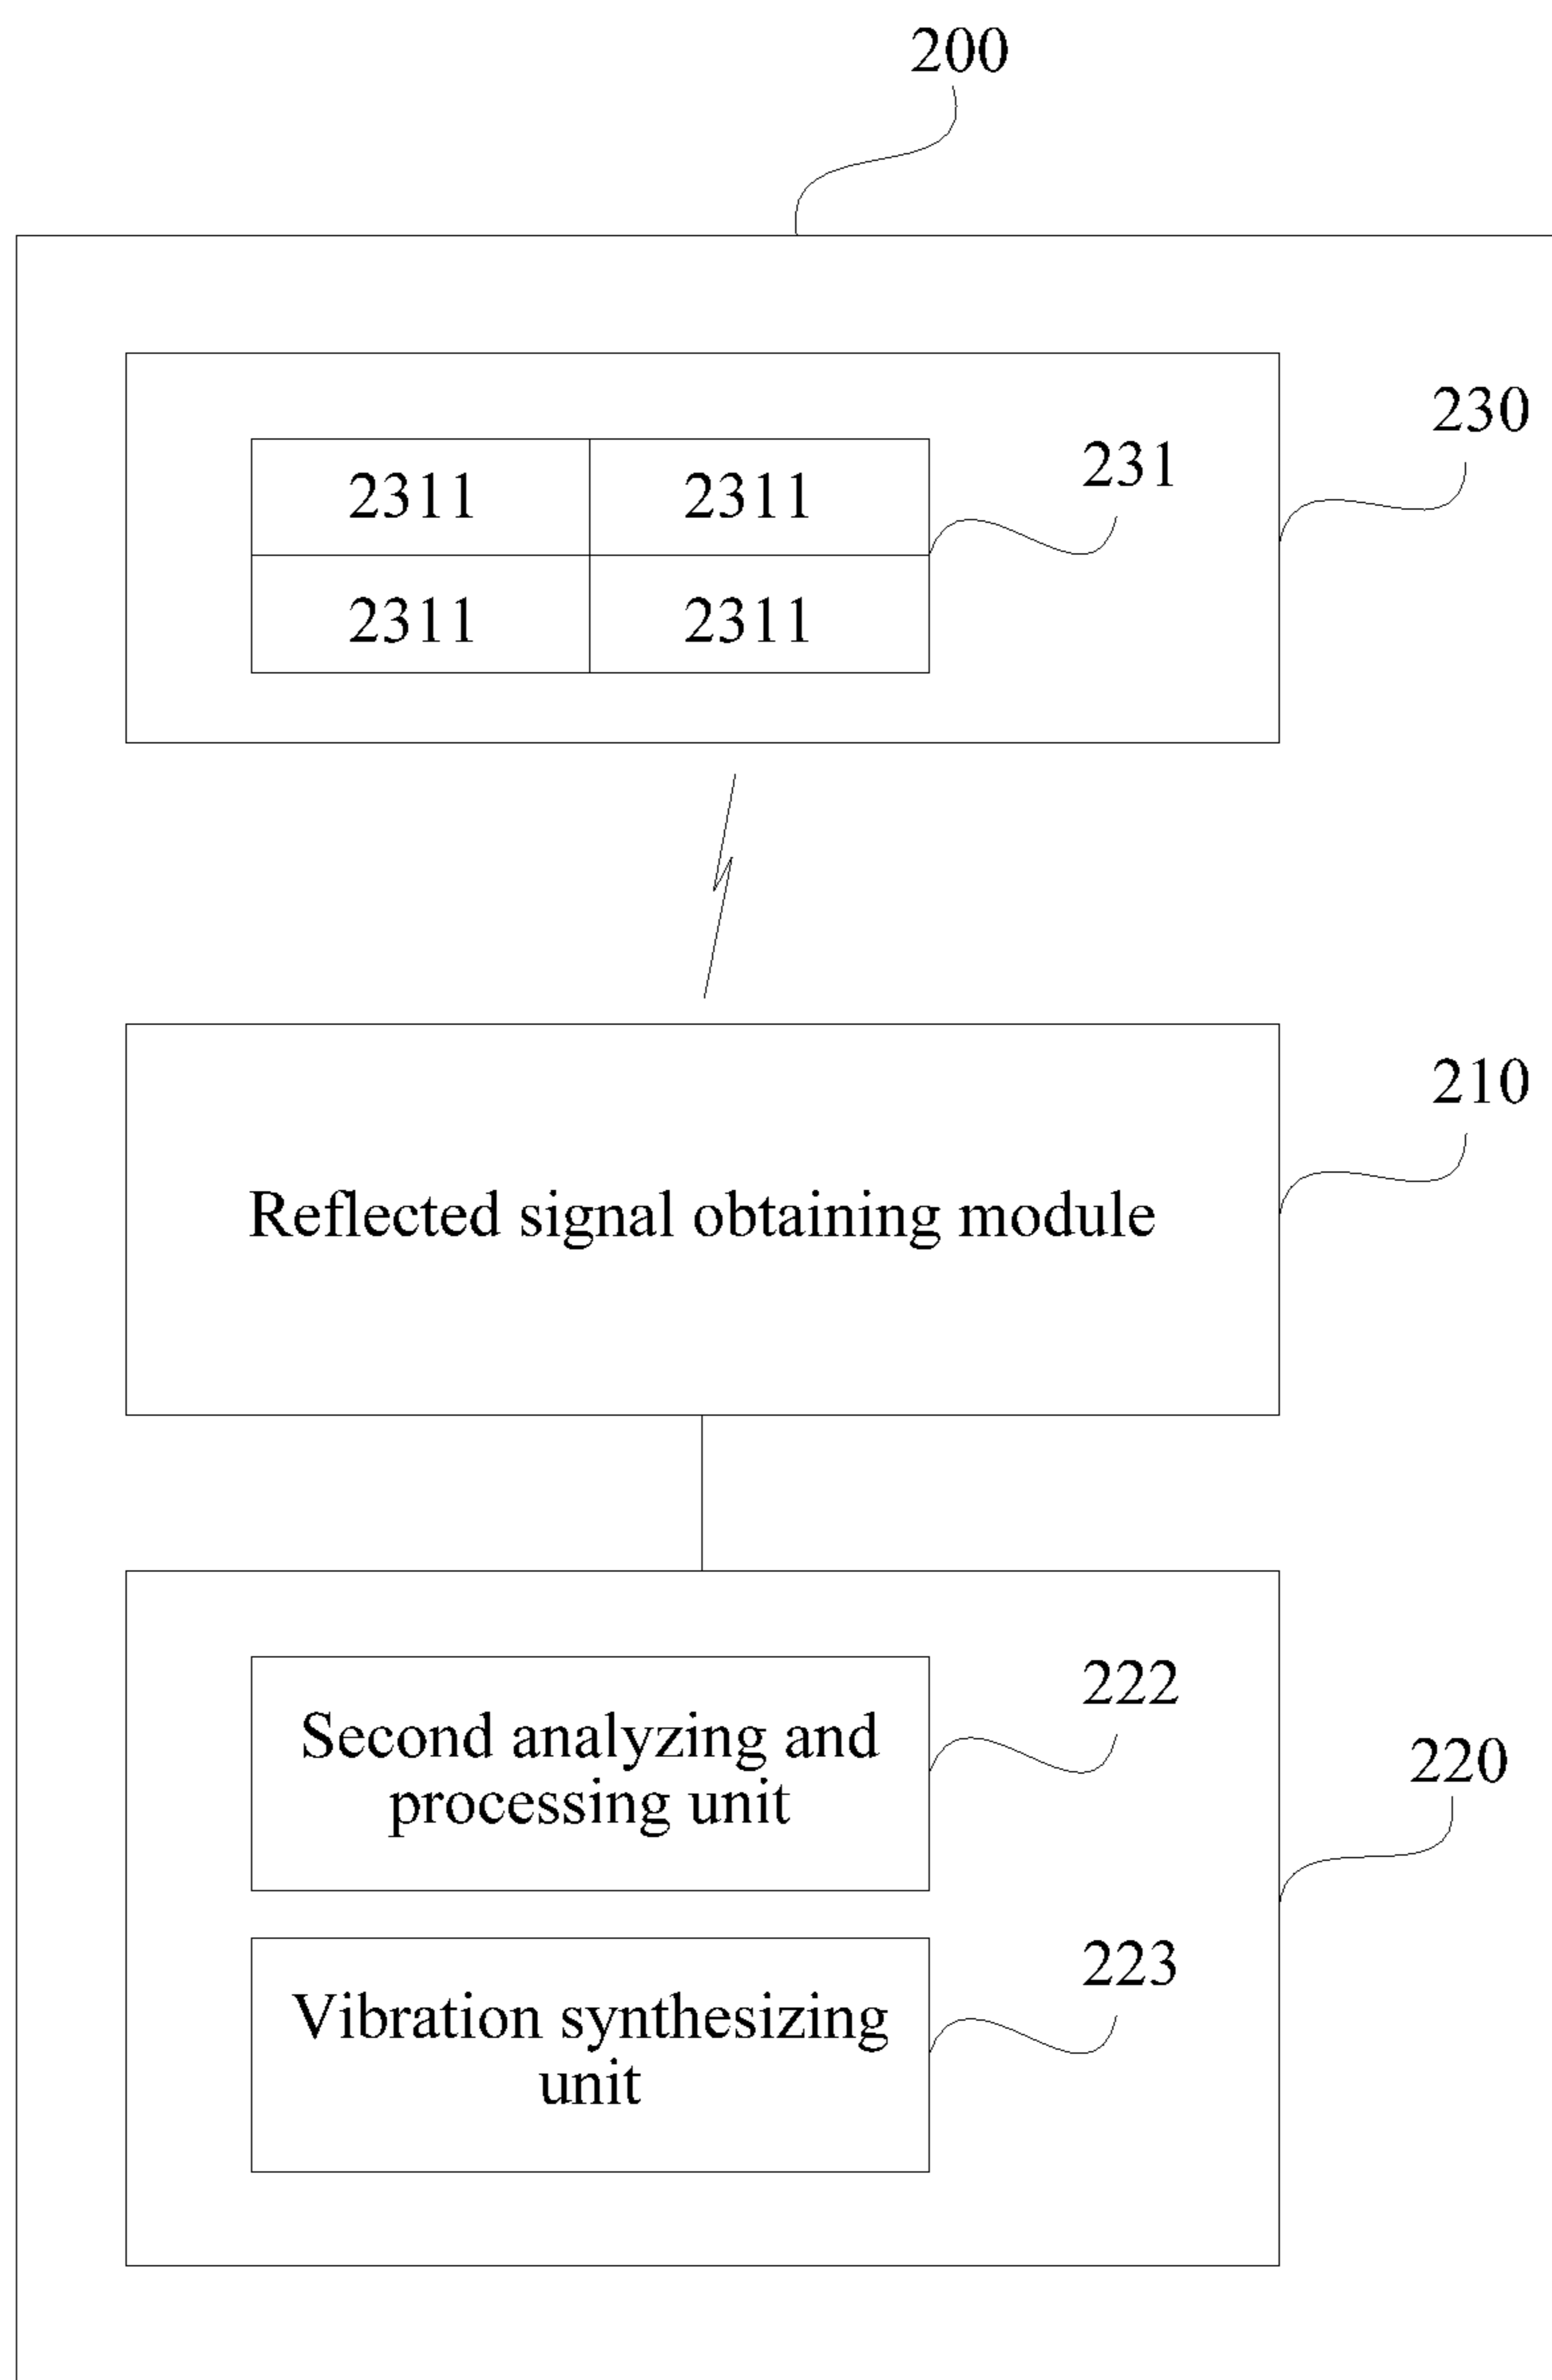 200
230
231
2311 2311
2311 2311
210
Reflected signal obtaining module
222
Second analyzing and
processing unit
220
223
Vibration synthesizing
unit